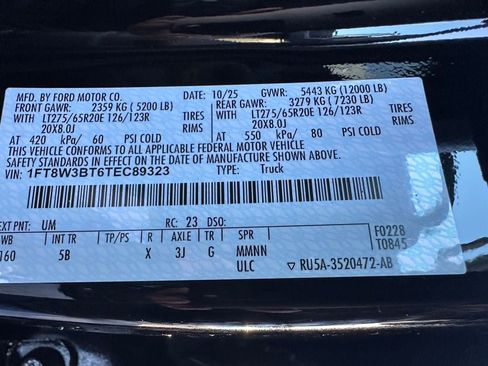 MFD. BY FORD MOTOR CO. 10/25 GVWR: 5443 KG (12000 LB)
FRONT GAWR: 2359 KG (5200 LB) REAR GAWR: 3279 KG (7230 LB)
WITH LT275/65R20E 126/123R TIRES WITH LT275/65R20E 126/123R TIRES
20X8.0J RIMS 20X8.0J RIMS
AT 420 kPa/ 60 PSI COLD AT 550 kPa/ 80 PSI COLD
THIS VEHICLE CONFORMS TO ALL APPLICABLE FEDERAL MOTOR VEHICLE
SAFETY STANDARDS IN EFFECT ON THE DATE OF MANUFACTURE SHOWN ABOVE.
VIN: 1FT8W3BT6TEC89323 TYPE: Truck
EXT PNT: UM RC: 23 DSO: F0228
WB INT TR TP/PS R AXLE TR SPR T0845
160 5B X 3J G MMNN
ULC RU5A-3520472-AB